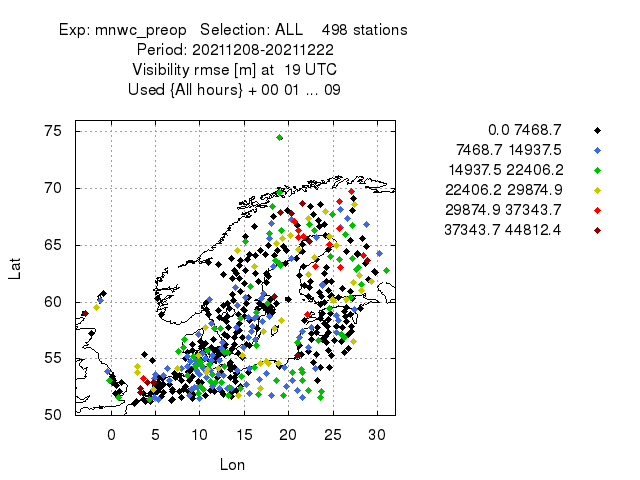 Exp: mnwc_preop   Selection: ALL    498 stations
Period: 20211208-20211222
Visibility rmse [m] at  19 UTC
Used {All hours} + 00 01 ... 09
0.0 7468.7
7468.7 14937.5
14937.5 22406.2
22406.2 29874.9
29874.9 37343.7
37343.7 44812.4
75
70
65
60
55
50
Lat
0 5 10 15 20 25 30
Lon